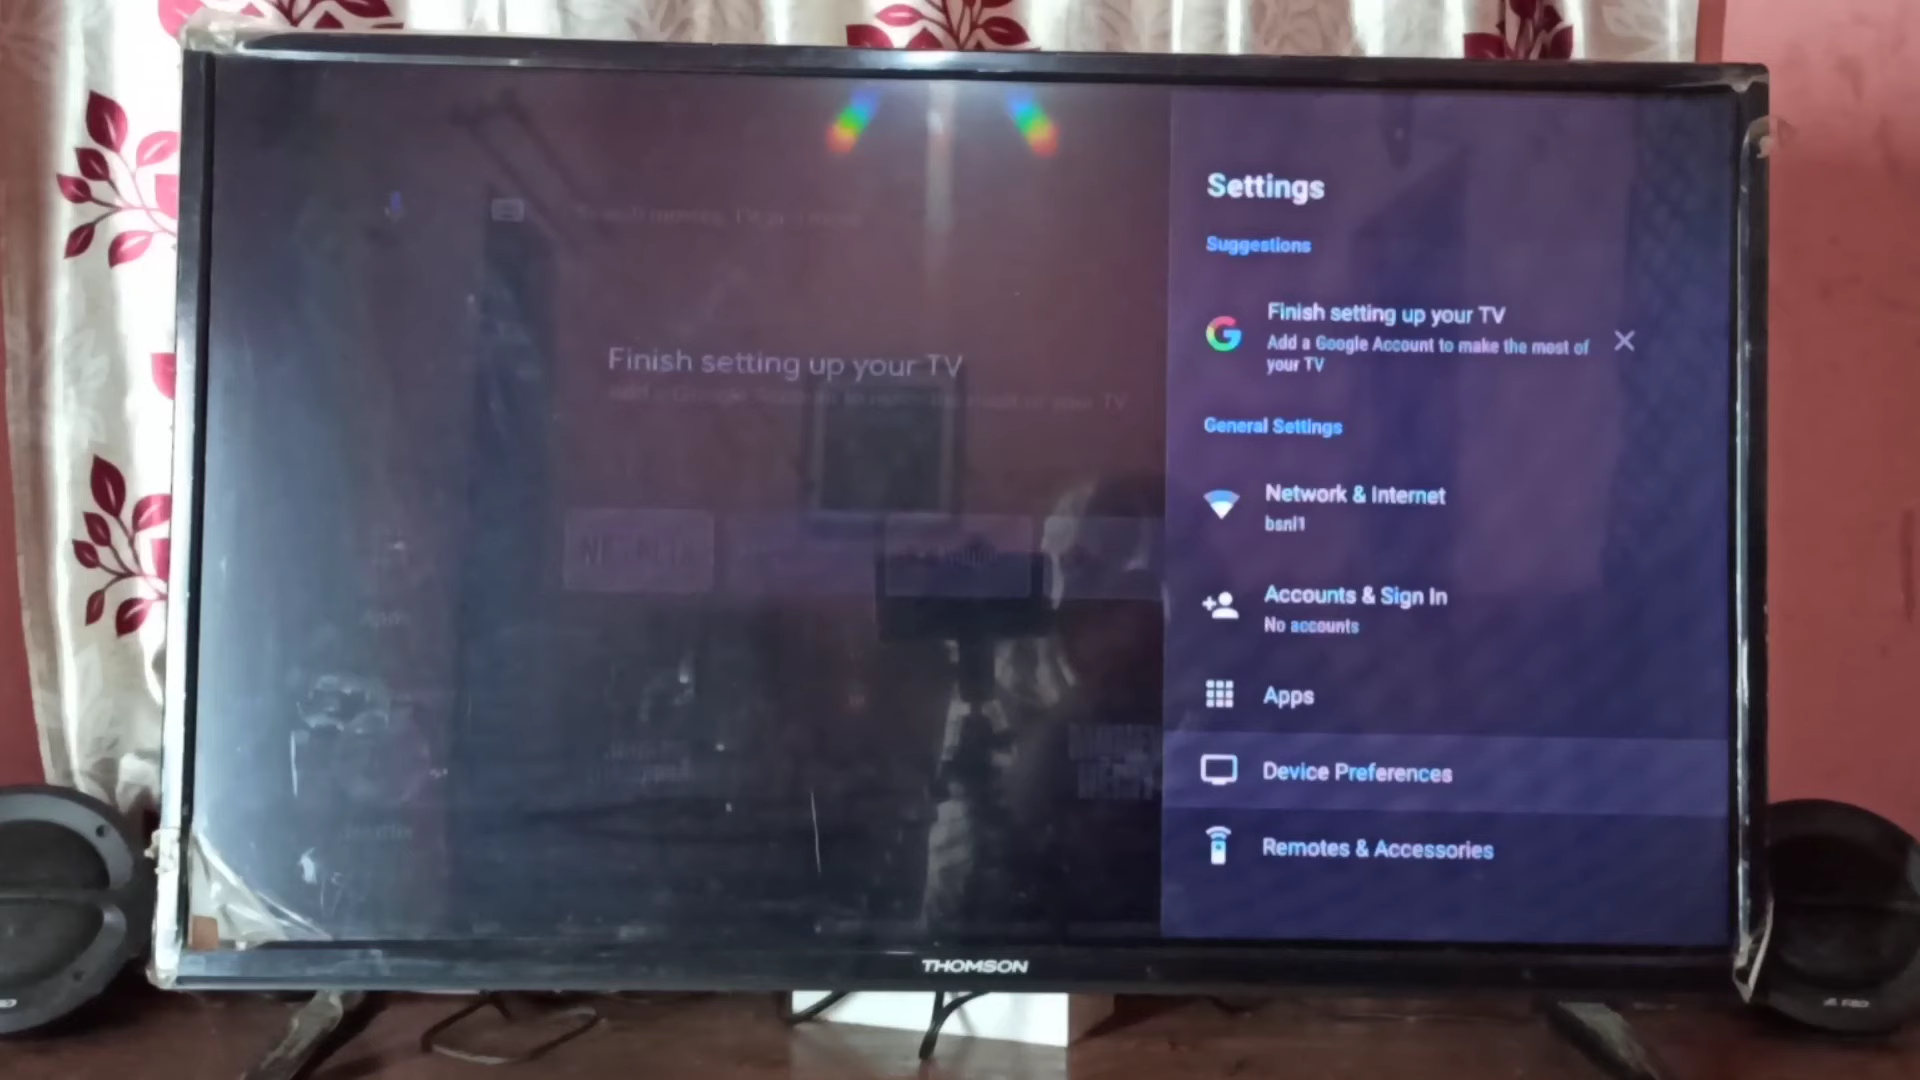 Settings
Suggestions
Finish setting up your TV
Add a Google Account to make the most of
your TV
General Settings
Network & Internet
bsnl1
Accounts & Sign In
No accounts
Apps
Device Preferences
Remotes & Accessories
Finish setting up your TV
Apps
THOMSON